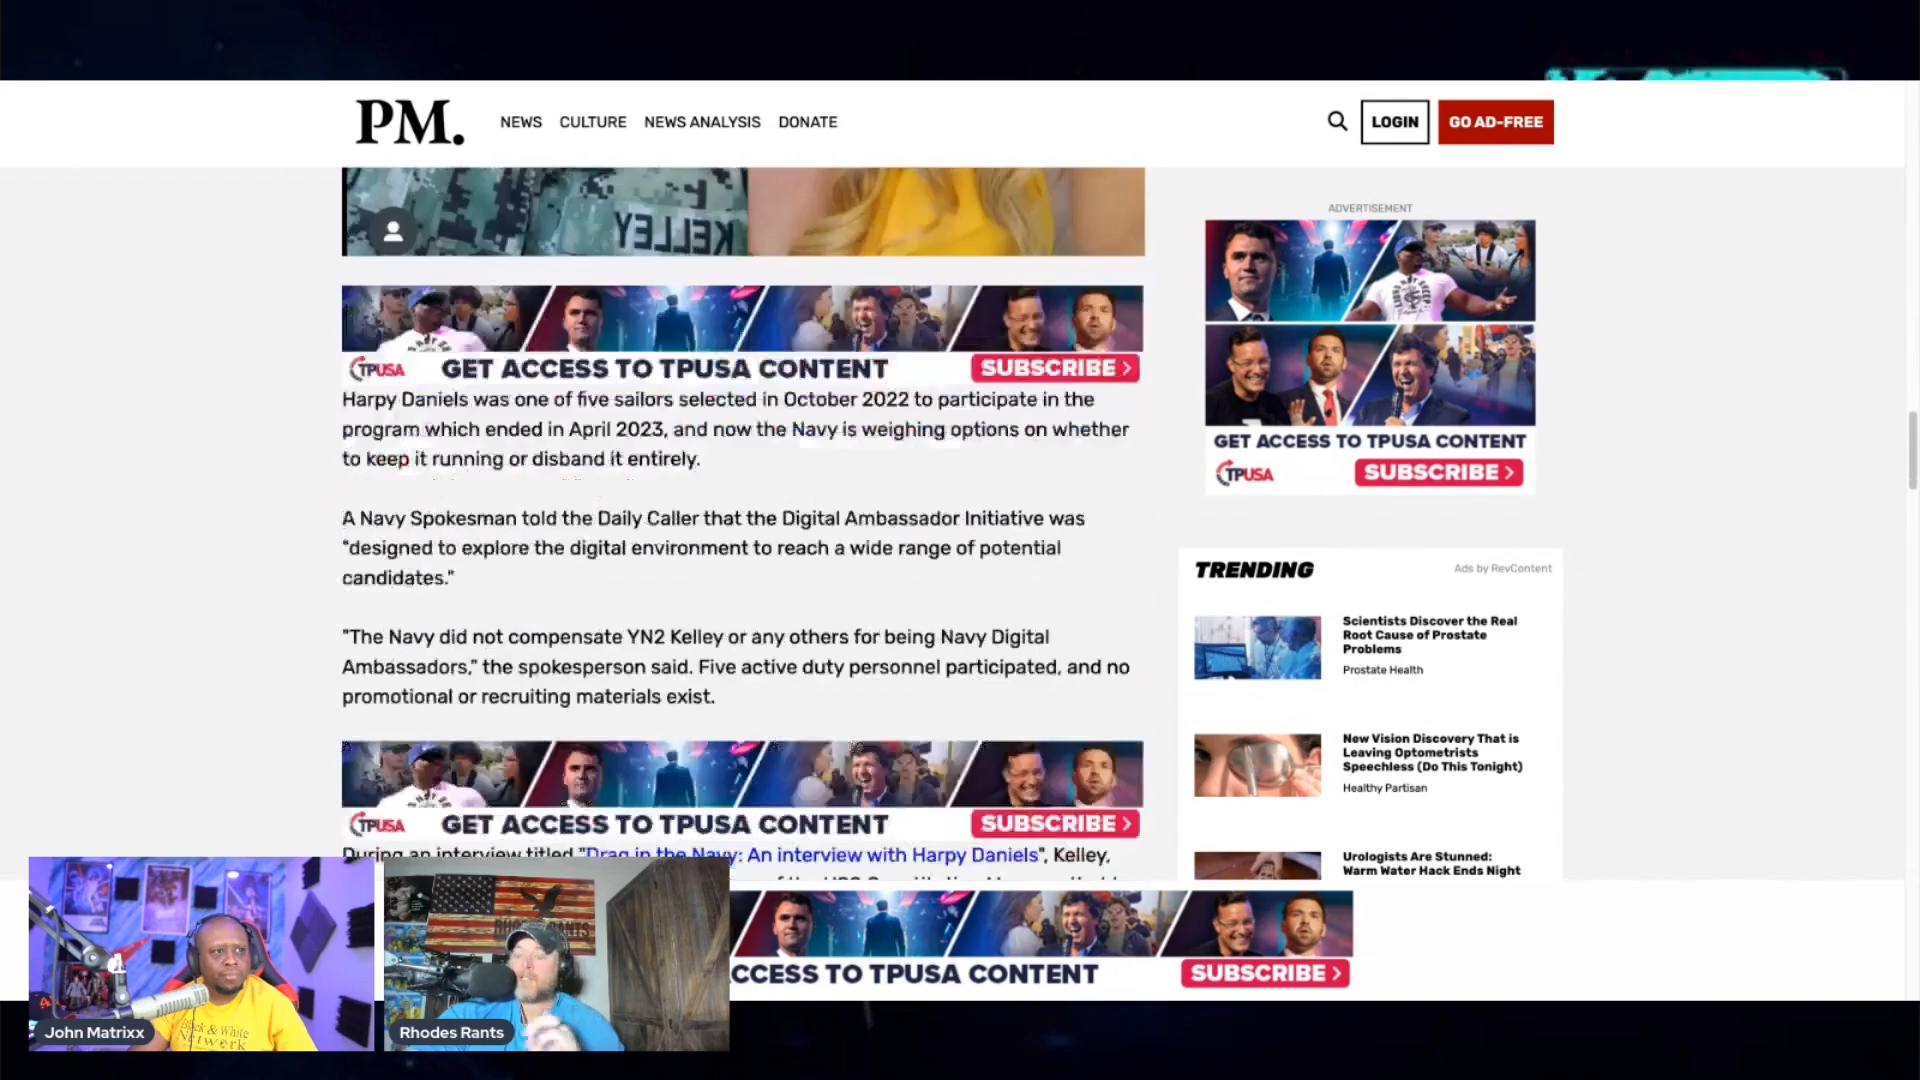 PM.
NEWS CULTURE NEWS ANALYSIS DONATE
LOGIN
GO AD-FREE
KELLEY
TPUSA
GET ACCESS TO TPUSA CONTENT
SUBSCRIBE >
Harpy Daniels was one of five sailors selected in October 2022 to participate in the
program which ended in April 2023, and now the Navy is weighing options on whether
to keep it running or disband it entirely.
A Navy Spokesman told the Daily Caller that the Digital Ambassador Initiative was
"designed to explore the digital environment to reach a wide range of potential
candidates."
"The Navy did not compensate YN2 Kelley or any others for being Navy Digital
Ambassadors," the spokesperson said. Five active duty personnel participated, and no
promotional or recruiting materials exist.
TPUSA
GET ACCESS TO TPUSA CONTENT
SUBSCRIBE >
During an interview titled "Drag in the Navy: An interview with Harpy Daniels", Kelley,
ADVERTISEMENT
GET ACCESS TO TPUSA CONTENT
TPUSA
SUBSCRIBE >
TRENDING
Ads by RevContent
Scientists Discover the Real
Root Cause of Prostate
Problems
Prostate Health
New Vision Discovery That is
Leaving Optometrists
Speechless (Do This Tonight)
Healthy Partisan
Urologists Are Stunned:
Warm Water Hack Ends Night
CCESS TO TPUSA CONTENT
SUBSCRIBE >
Black & White
Network
John Matrixx
RHODES RANTS
Rhodes Rants